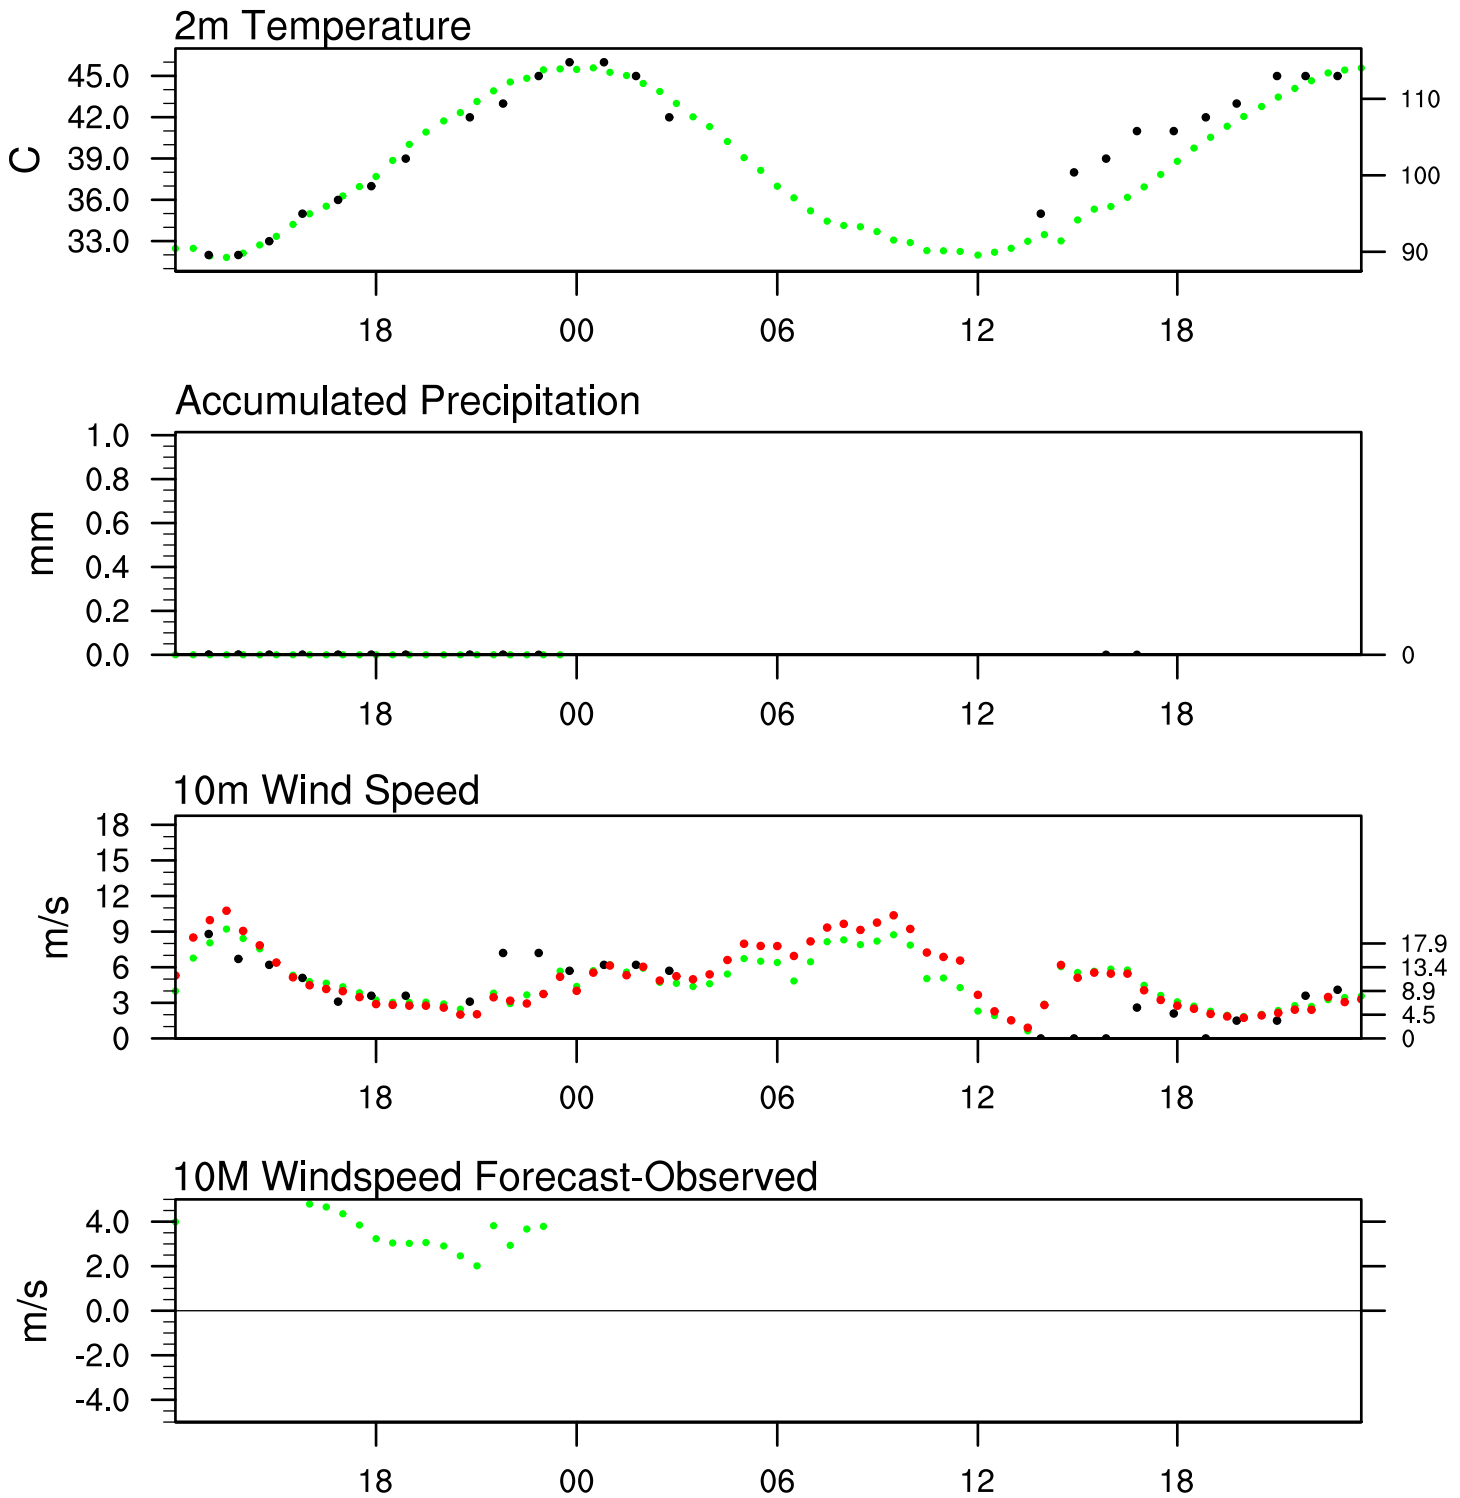 2m Temperature
45.0
42.0
39.0
36.0
33.0
C
110
100
90
18 00 06 12 18
Accumulated Precipitation
1.0
0.8
0.6
0.4
0.2
0.0
mm
0
18 00 06 12 18
10m Wind Speed
18
15
12
9
6
3
0
m/s
17.9
13.4
8.9
4.5
0
18 00 06 12 18
10M Windspeed Forecast-Observed
4.0
2.0
0.0
-2.0
-4.0
m/s
18 00 06 12 18